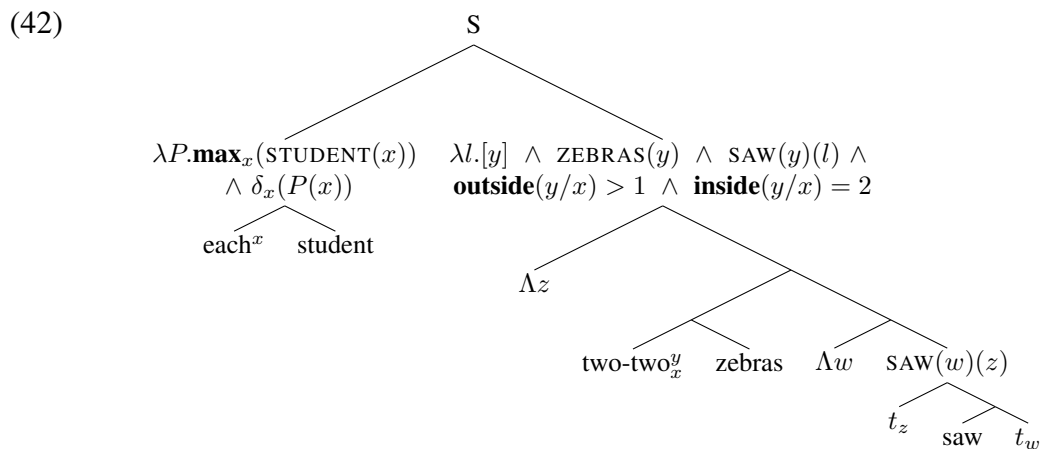 (42)
S
λP.max_x(STUDENT(x)) λl.[y] ∧ ZEBRAS(y) ∧ SAW(y)(l) ∧
∧ δ_x(P(x)) outside(y/x) > 1 ∧ inside(y/x) = 2
each^x student
Λz
two-two^y_x zebras Λw SAW(w)(z)
t_z
saw t_w